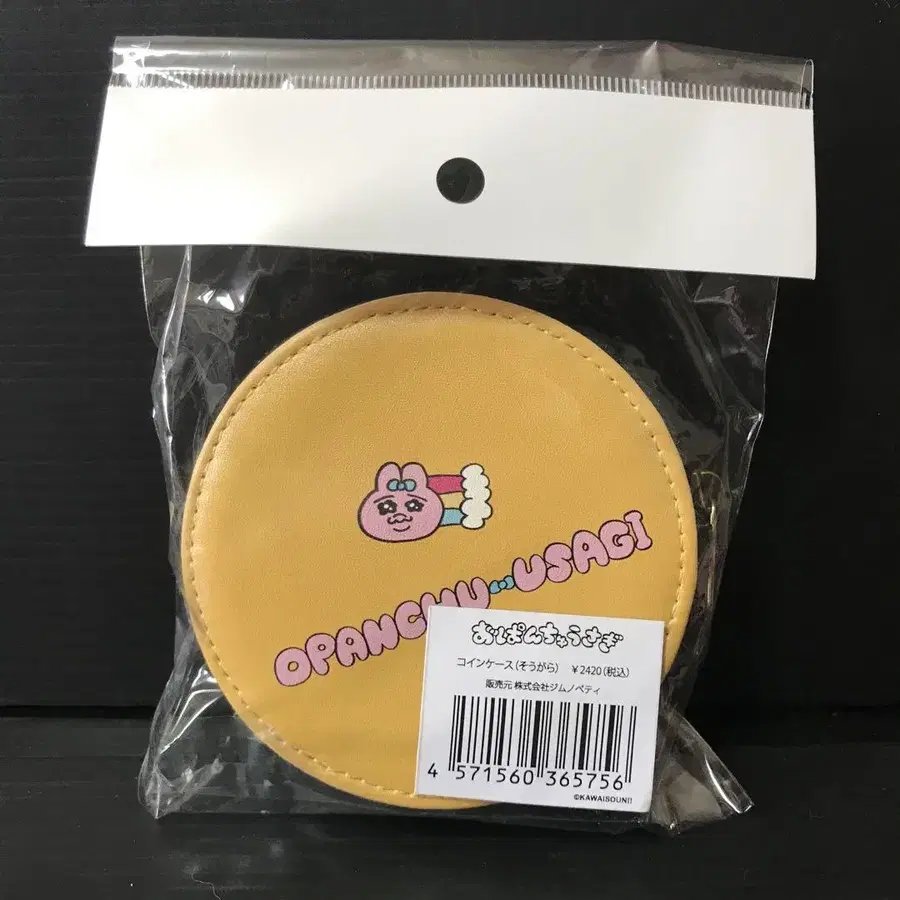 OPANCHU USAGI
おぱんちゅうさぎ
コインケース(そうがら) ¥2420(税込)
販売元 株式会社ジムノペティ
4 571560 365756
©KAWAISOUNI!